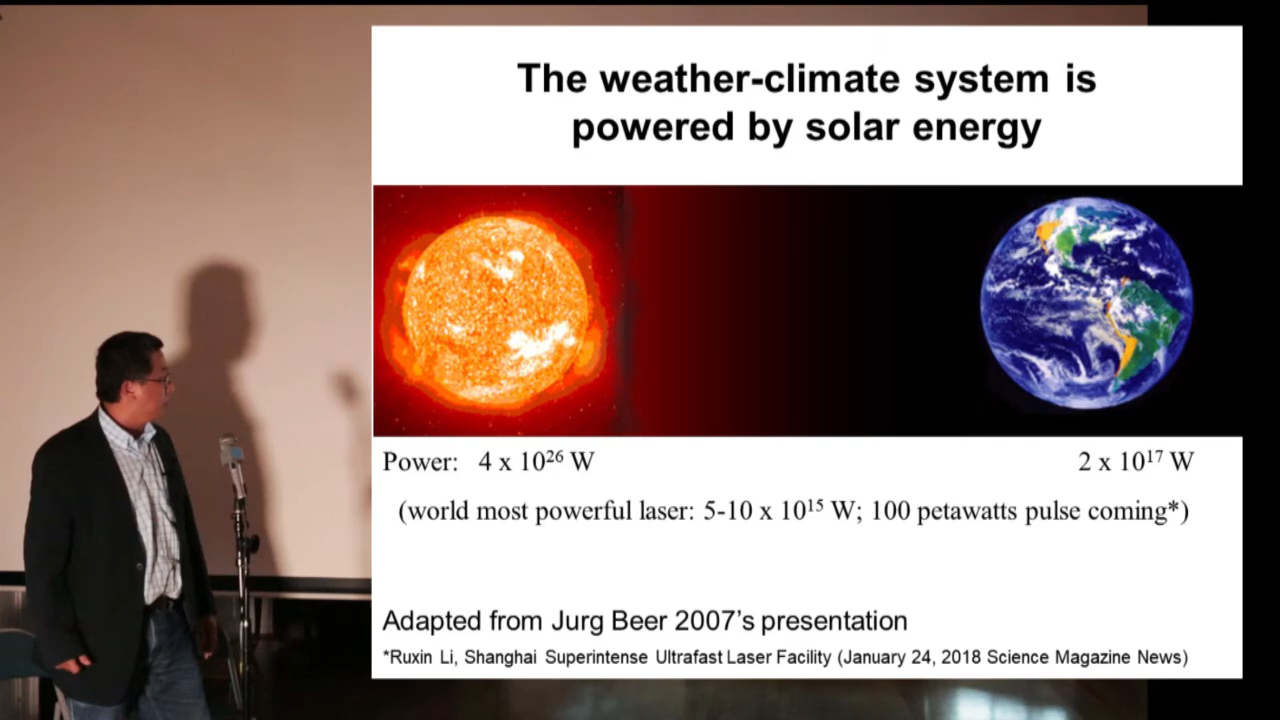 The weather-climate system is
powered by solar energy
Power: 4 x 10²⁶ W 2 x 10¹⁷ W
(world most powerful laser: 5-10 x 10¹⁵ W; 100 petawatts pulse coming*)
Adapted from Jurg Beer 2007's presentation
*Ruxin Li, Shanghai Superintense Ultrafast Laser Facility (January 24, 2018 Science Magazine News)